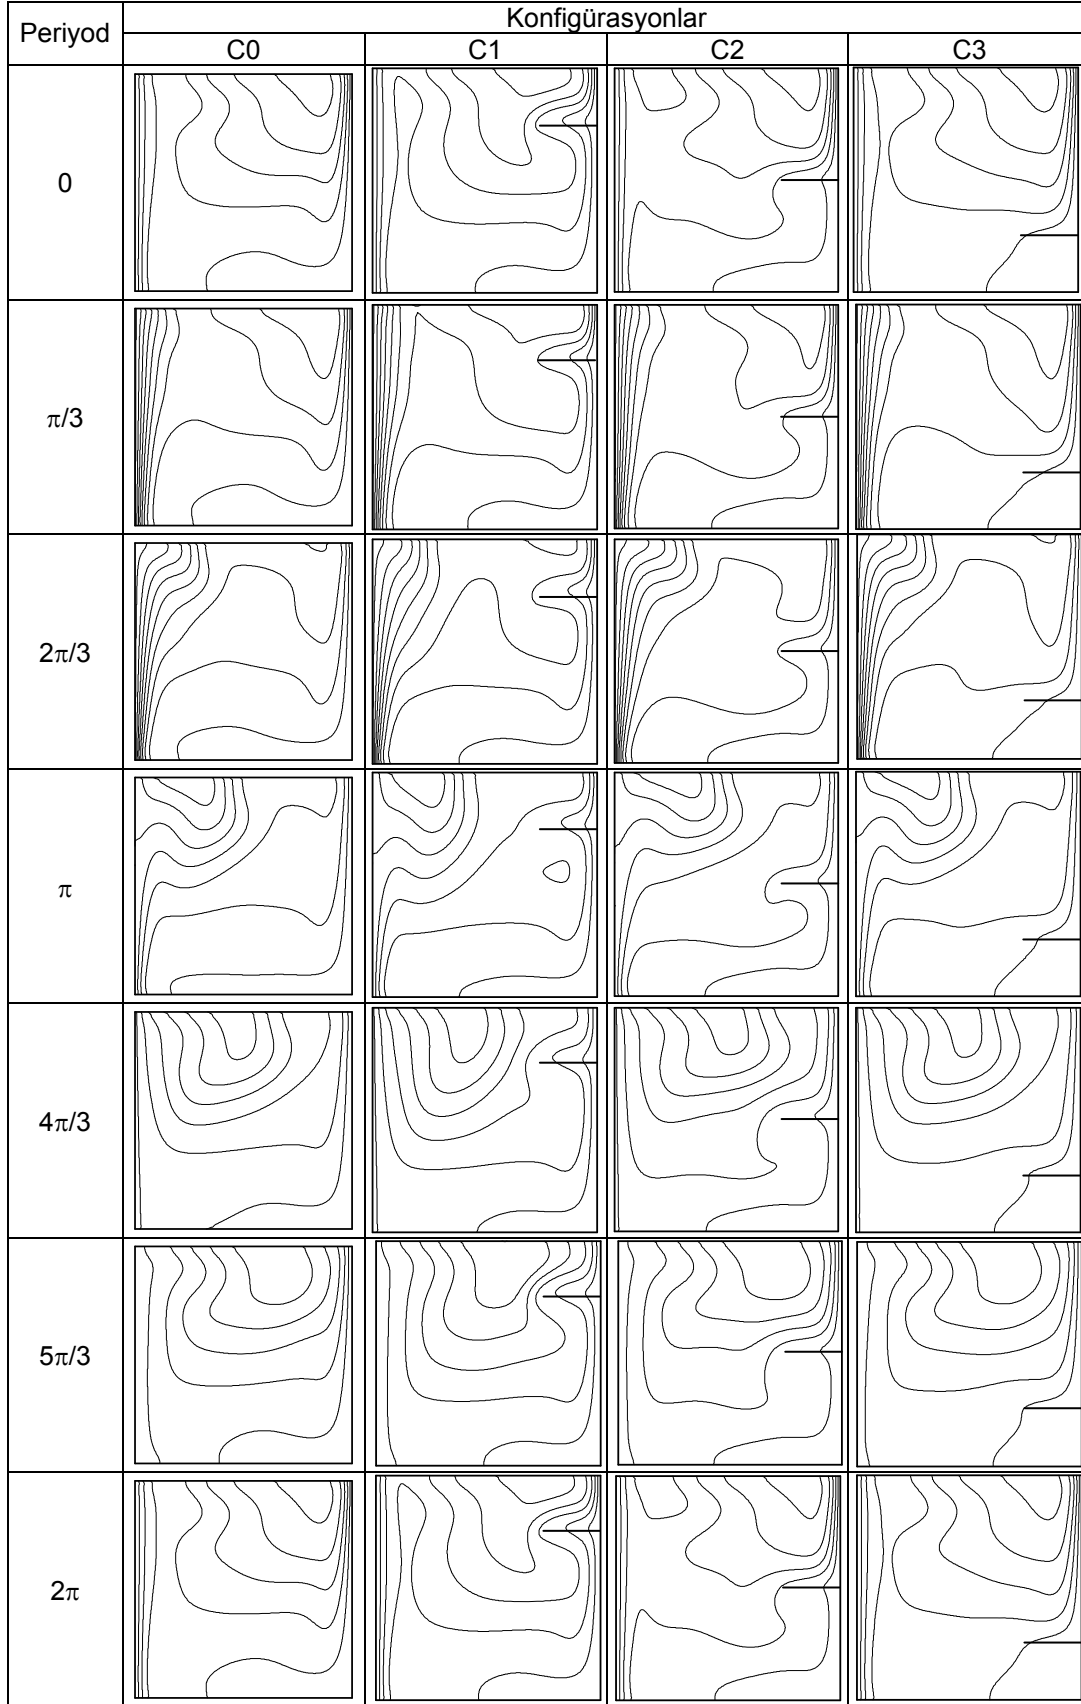 Periyod
Konfigürasyonlar
C0 C1 C2 C3
0
π/3
2π/3
π
4π/3
5π/3
2π